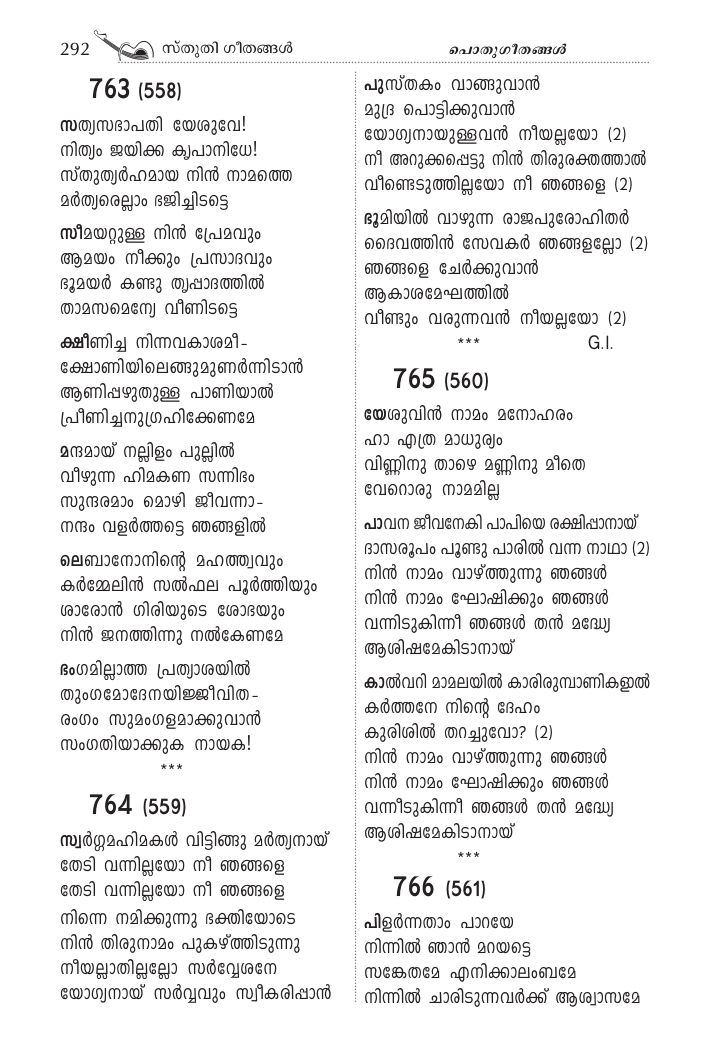 292 സ്തുതി ഗീതങ്ങൾ
പൊതുഗീതങ്ങൾ
763 (558)
സത്യസഭാപതി യേശുവേ!
നിത്യം ജയിക്ക കൃപാനിധേ!
സ്തുത്യർഹമായ നിൻ നാമത്തെ
മർത്യരെല്ലാം ഭജിച്ചിടട്ടെ
സീമയറ്റുള്ള നിൻ പ്രേമവും
ആമയം നീക്കും പ്രസാദവും
ഭൂമയർ കണ്ടു തൃപ്പാദത്തിൽ
താമസമെന്യേ വീണിടട്ടെ
ക്ഷീണിച്ച നിന്നവകാശമീ-
ക്ഷോണിയിലെങ്ങുമുണർന്നിടാൻ
ആണിപ്പഴുതുള്ള പാണിയാൽ
പ്രീണിച്ചനുഗ്രഹിക്കേണമേ
മന്ദമായ് നല്ലിളം പുല്ലിൽ
വീഴുന്ന ഹിമകണ സന്നിഭം
സുന്ദരമാം മൊഴി ജീവന്നാ-
നന്ദം വളർത്തട്ടെ ഞങ്ങളിൽ
ലെബാനോനിന്റെ മഹത്ത്വവും
കർമ്മേലിൻ സൽഫല പൂർത്തിയും
ശാരോൻ ഗിരിയുടെ ശോഭയും
നിൻ ജനത്തിന്നു നൽകേണമേ
ഭംഗമില്ലാത്ത പ്രത്യാശയിൽ
തുംഗമോദേനയിജ്ജീവിത-
രംഗം സുമംഗളമാക്കുവാൻ
സംഗതിയാക്കുക നായക!
***
764 (559)
സ്വർഗ്ഗമഹിമകൾ വിട്ടിങ്ങു മർത്യനായ്
തേടി വന്നില്ലയോ നീ ഞങ്ങളെ
തേടി വന്നില്ലയോ നീ ഞങ്ങളെ
നിന്നെ നമിക്കുന്നു ഭക്തിയോടെ
നിൻ തിരുനാമം പുകഴ്ത്തിടുന്നു
നീയല്ലാതില്ലല്ലോ സർവ്വേശനേ
യോഗ്യനായ് സർവ്വവും സ്വീകരിപ്പാൻ
പുസ്തകം വാങ്ങുവാൻ
മുദ്ര പൊട്ടിക്കുവാൻ
യോഗ്യനായുള്ളവൻ നീയല്ലയോ (2)
നീ അറുക്കപ്പെട്ടു നിൻ തിരുരക്തത്താൽ
വീണ്ടെടുത്തില്ലയോ നീ ഞങ്ങളെ (2)
ഭൂമിയിൽ വാഴുന്ന രാജപുരോഹിതർ
ദൈവത്തിൻ സേവകർ ഞങ്ങളല്ലോ (2)
ഞങ്ങളെ ചേർക്കുവാൻ
ആകാശമേഘത്തിൽ
വീണ്ടും വരുന്നവൻ നീയല്ലയോ (2)
*** G.I.
765 (560)
യേശുവിൻ നാമം മനോഹരം
ഹാ എത്ര മാധുര്യം
വിണ്ണിനു താഴെ മണ്ണിനു മീതെ
വേറൊരു നാമമില്ല
പാവന ജീവനേകി പാപിയെ രക്ഷിപ്പാനായ്
ദാസരൂപം പൂണ്ടു പാരിൽ വന്ന നാഥാ (2)
നിൻ നാമം വാഴ്ത്തുന്നു ഞങ്ങൾ
നിൻ നാമം ഘോഷിക്കും ഞങ്ങൾ
വന്നിടുകിന്നീ ഞങ്ങൾ തൻ മദ്ധ്യേ
ആശിഷമേകിടാനായ്
കാൽവറി മാമലയിൽ കാരിരുമ്പാണികളാൽ
കർത്തനേ നിന്റെ ദേഹം
കുരിശിൽ തറച്ചുവോ? (2)
നിൻ നാമം വാഴ്ത്തുന്നു ഞങ്ങൾ
നിൻ നാമം ഘോഷിക്കും ഞങ്ങൾ
വന്നീടുകിന്നീ ഞങ്ങൾ തൻ മദ്ധ്യേ
ആശിഷമേകിടാനായ്
***
766 (561)
പിളർന്നതാം പാറയേ
നിന്നിൽ ഞാൻ മറയട്ടെ
സങ്കേതമേ എനിക്കാലംബമേ
നിന്നിൽ ചാരിടുന്നവർക്ക് ആശ്വാസമേ